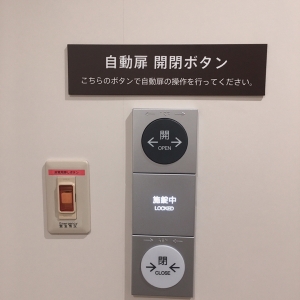 自動扉 開閉ボタン
こちらのボタンで自動扉の操作を行ってください。
開
OPEN
施錠中
LOCKED
閉
CLOSE